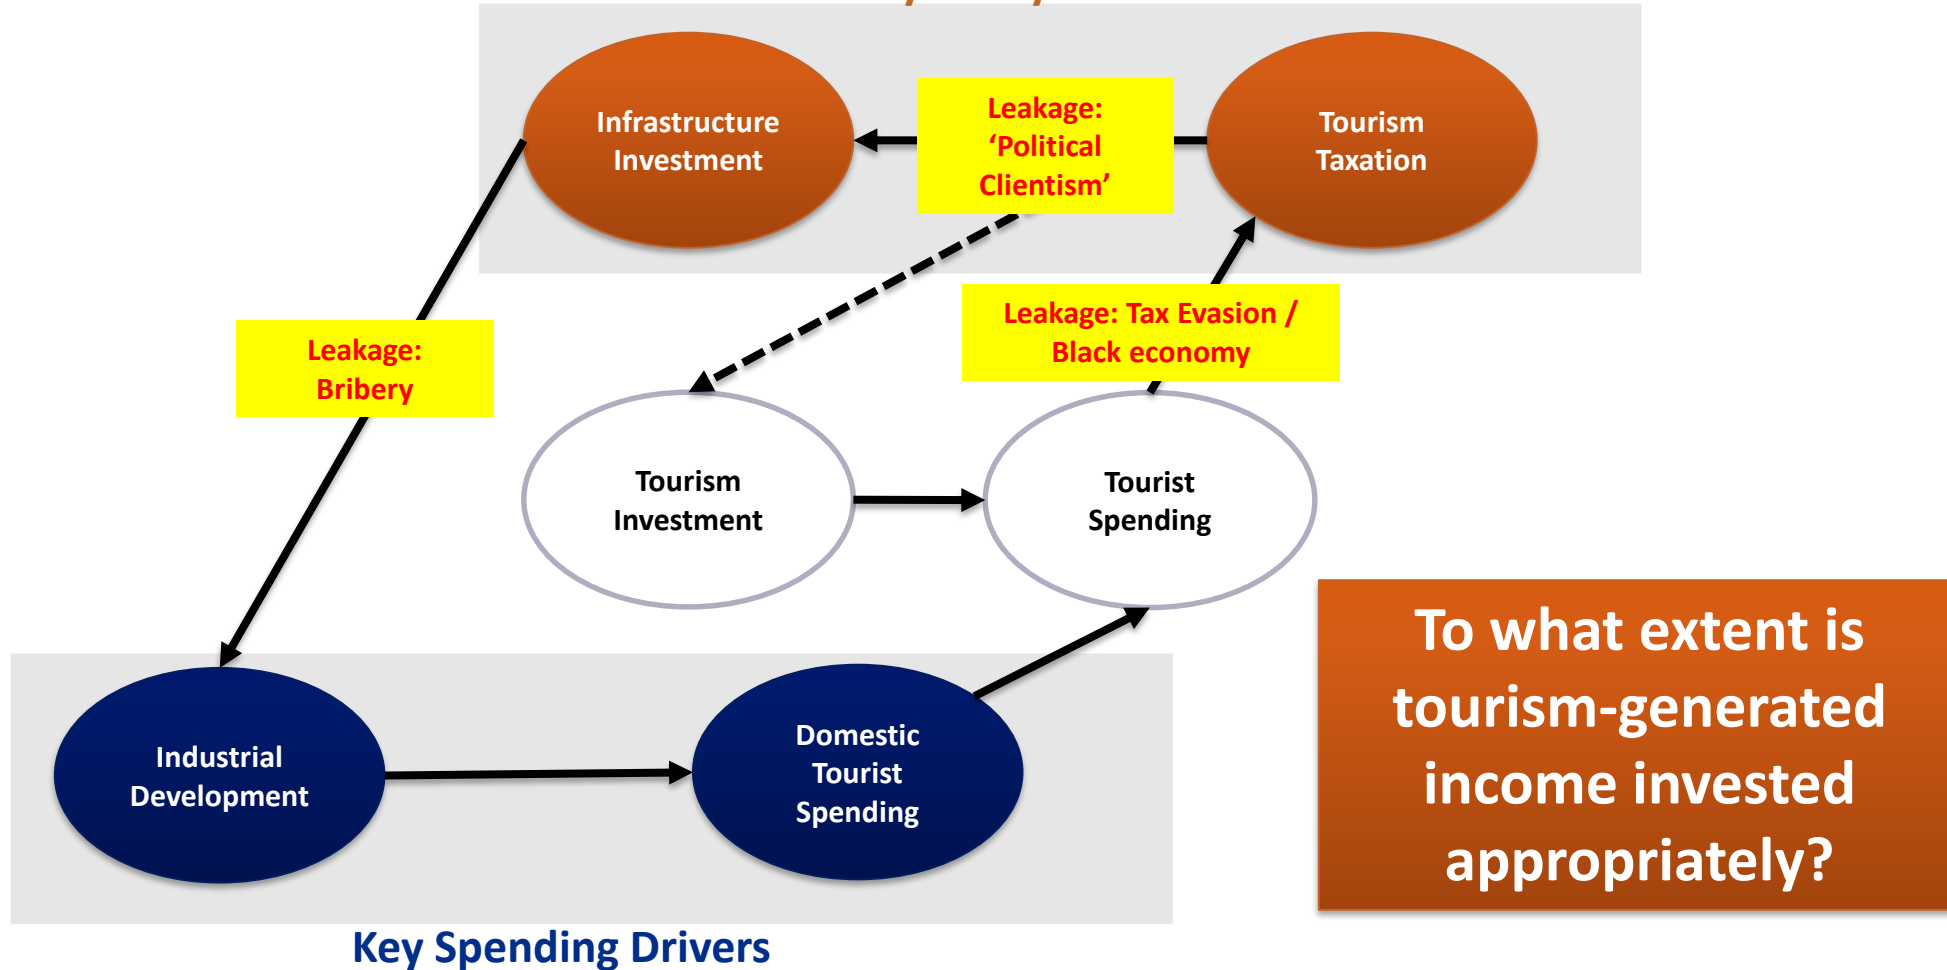 Infrastructure
Investment
Leakage:
‘Political
Clientism’
Tourism
Taxation
Leakage: Tax Evasion /
Black economy
Leakage:
Bribery
Tourism
Investment
Tourist
Spending
To what extent is
tourism-generated
income invested
appropriately?
Industrial
Development
Domestic
Tourist
Spending
Key Spending Drivers